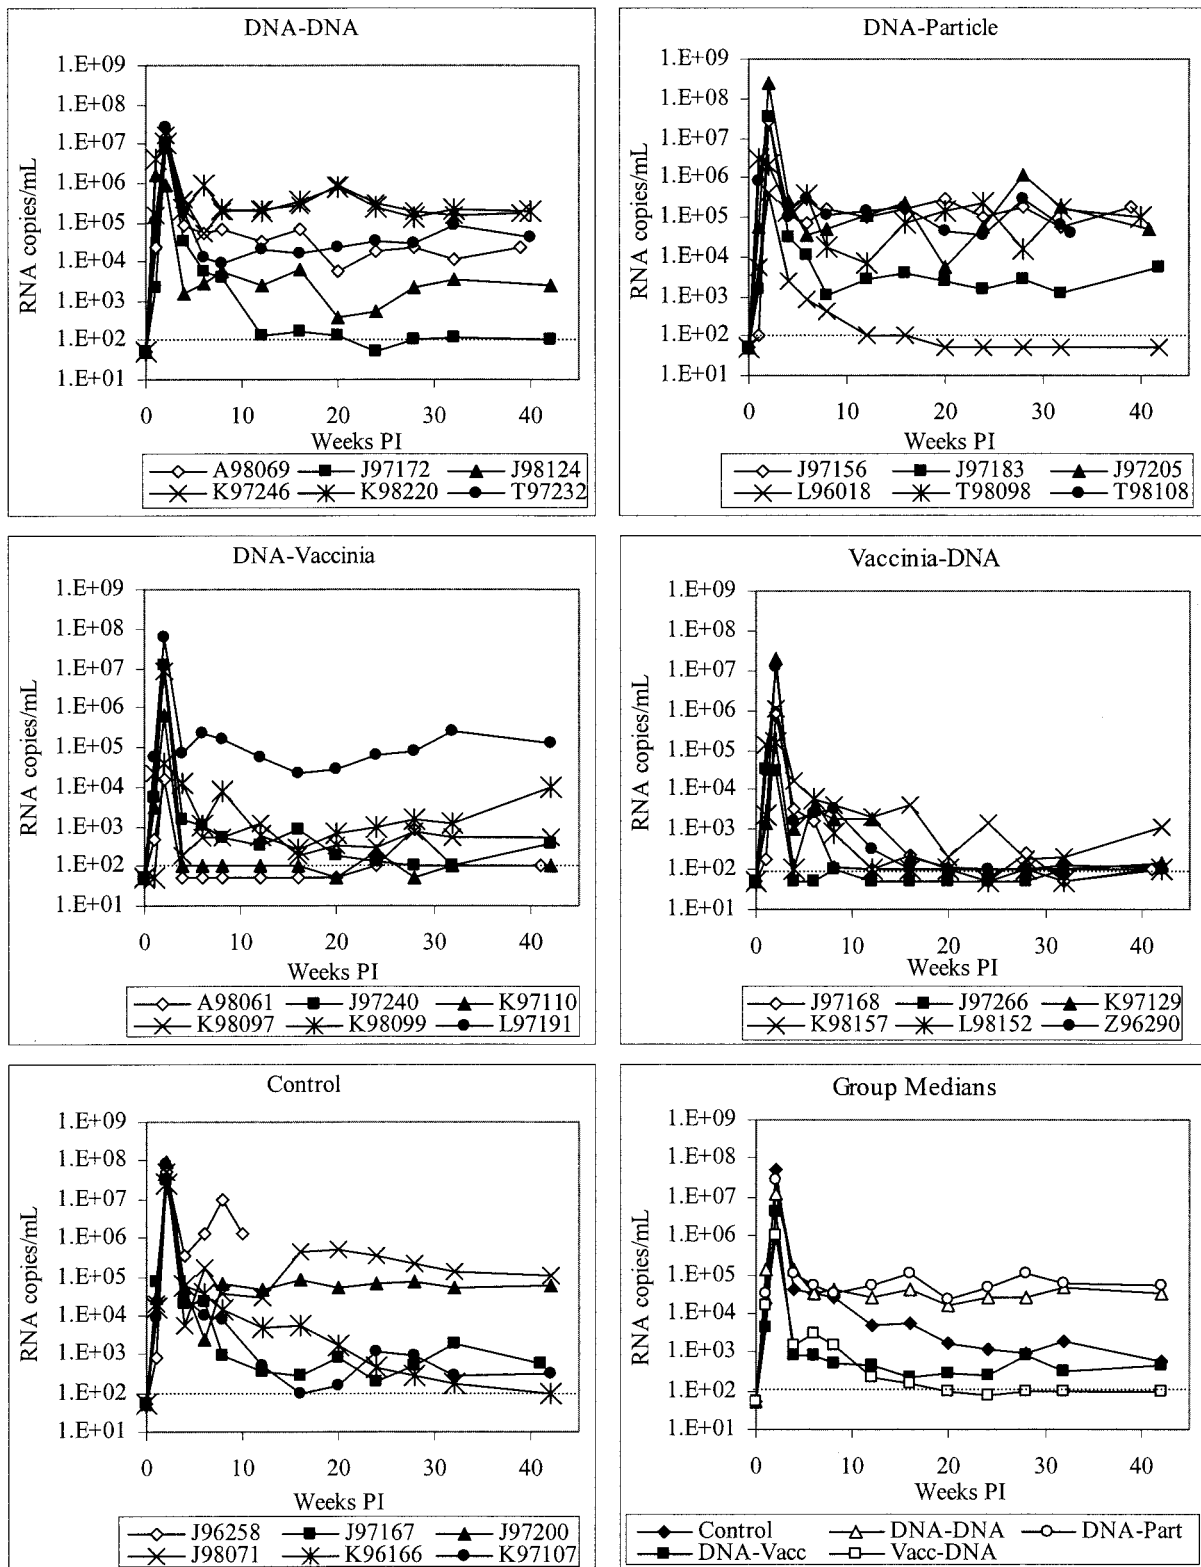 DNA-DNA
1.E+09
1.E+08
1.E+07
1.E+06
1.E+05
1.E+04
1.E+03
1.E+02
1.E+01
RNA copies/mL
0 10 20 30 40
Weeks PI
A98069 J97172 J98124
K97246 K98220 T97232
DNA-Particle
1.E+09
1.E+08
1.E+07
1.E+06
1.E+05
1.E+04
1.E+03
1.E+02
1.E+01
RNA copies/mL
0 10 20 30 40
Weeks PI
J97156 J97183 J97205
L96018 T98098 T98108
DNA-Vaccinia
1.E+09
1.E+08
1.E+07
1.E+06
1.E+05
1.E+04
1.E+03
1.E+02
1.E+01
RNA copies/mL
0 10 20 30 40
Weeks PI
A98061 J97240 K97110
K98097 K98099 L97191
Vaccinia-DNA
1.E+09
1.E+08
1.E+07
1.E+06
1.E+05
1.E+04
1.E+03
1.E+02
1.E+01
RNA copies/mL
0 10 20 30 40
Weeks PI
J97168 J97266 K97129
K98157 L98152 Z96290
Control
1.E+09
1.E+08
1.E+07
1.E+06
1.E+05
1.E+04
1.E+03
1.E+02
1.E+01
RNA copies/mL
0 10 20 30 40
Weeks PI
J96258 J97167 J97200
J98071 K96166 K97107
Group Medians
1.E+09
1.E+08
1.E+07
1.E+06
1.E+05
1.E+04
1.E+03
1.E+02
1.E+01
RNA copies/mL
0 10 20 30 40
Weeks PI
Control DNA-DNA DNA-Part
DNA-Vacc Vacc-DNA